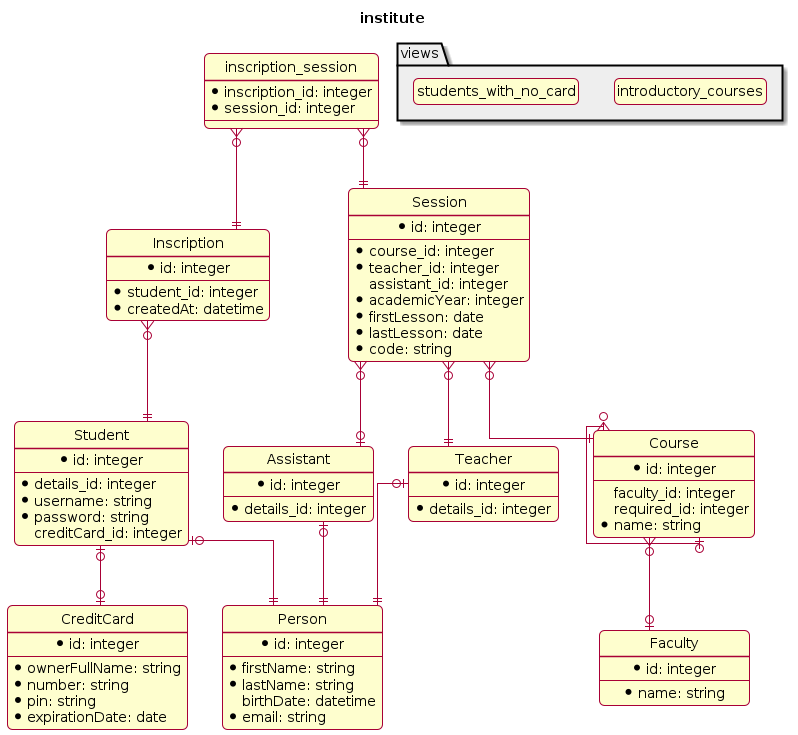 institute
views
students_with_no_card
introductory_courses
inscription_session
inscription_id: integer
session_id: integer
Session
id: integer
course_id: integer
teacher_id: integer
assistant_id: integer
academicYear: integer
firstLesson: date
lastLesson: date
code: string
Inscription
id: integer
student_id: integer
createdAt: datetime
Student
id: integer
details_id: integer
username: string
password: string
creditCard_id: integer
Assistant
id: integer
details_id: integer
Teacher
id: integer
details_id: integer
Course
id: integer
faculty_id: integer
required_id: integer
name: string
CreditCard
id: integer
ownerFullName: string
number: string
pin: string
expirationDate: date
Person
id: integer
firstName: string
lastName: string
birthDate: datetime
email: string
Faculty
id: integer
name: string